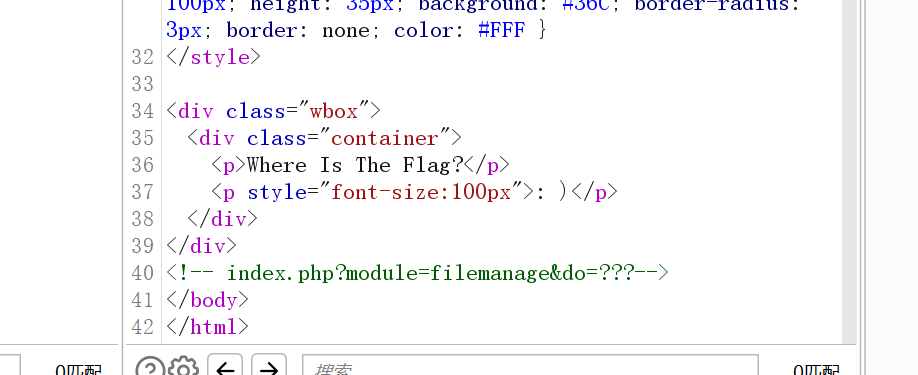 100px; height: 35px; background: #36C; border-radius:
3px; border: none; color: #FFF }
32 </style>
33
34 <div class="wbox">
35 <div class="container">
36 <p>Where Is The Flag?</p>
37 <p style="font-size:100px">: )</p>
38 </div>
39 </div>
40 <!-- index.php?module=filemanage&do=???-->
41 </body>
42 </html>
0匹配 ? ← → 搜索 0匹配